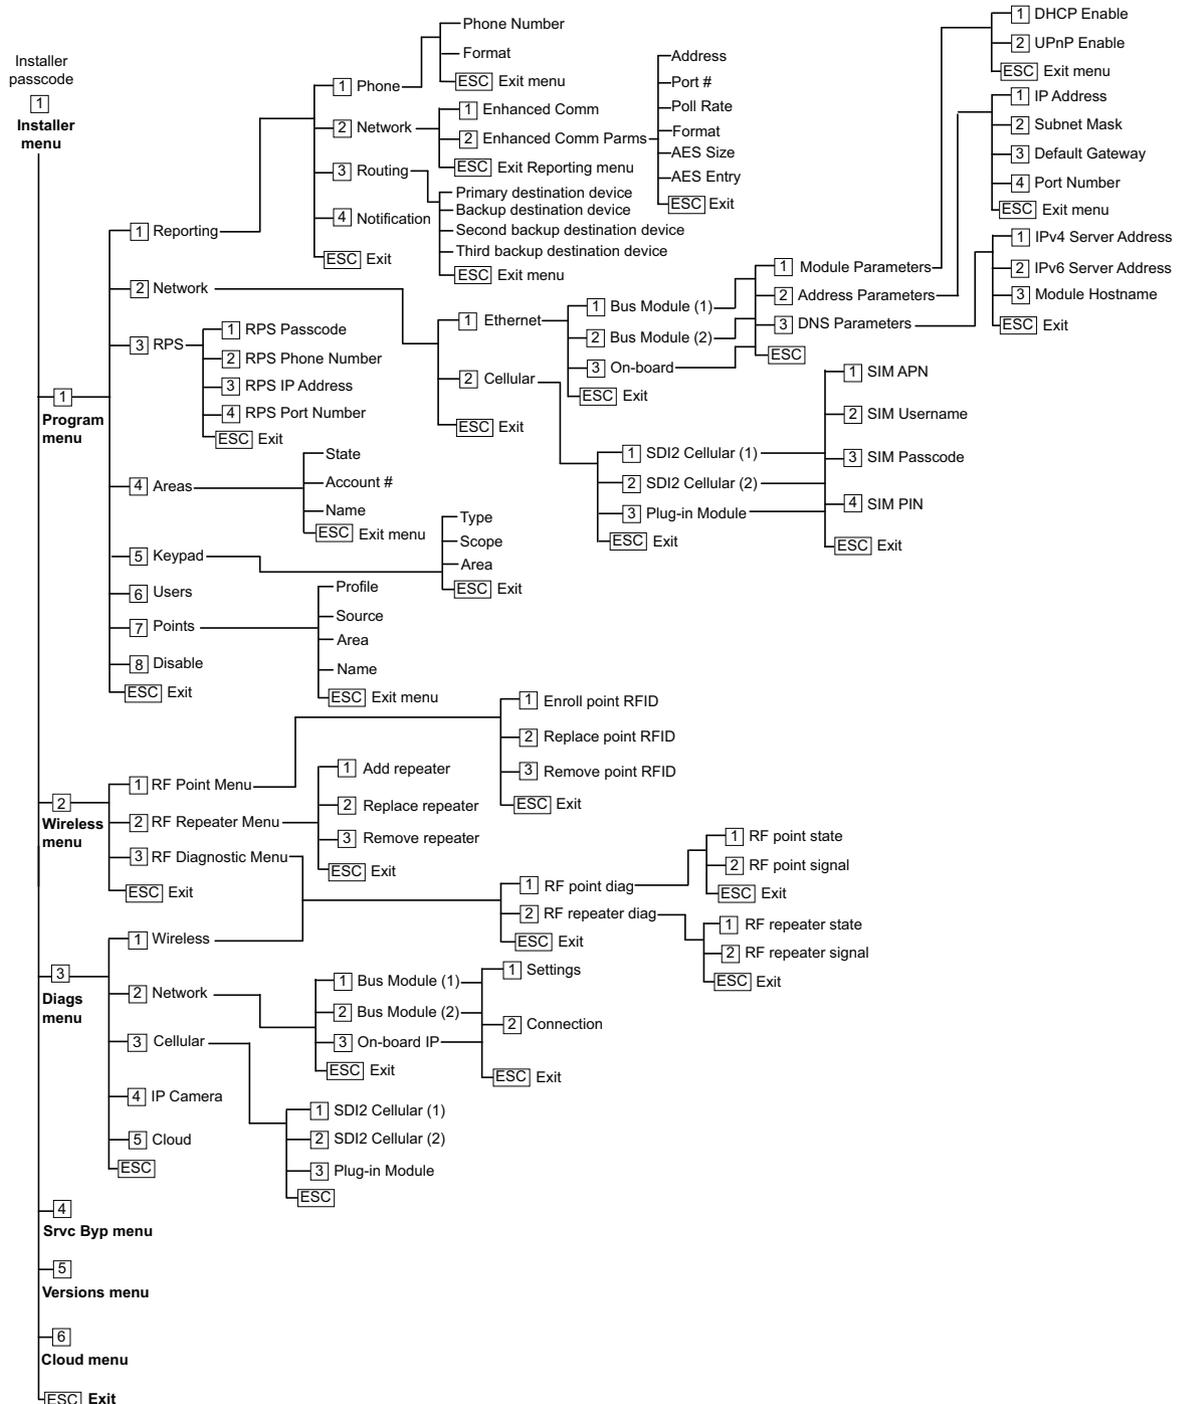 Installer
passcode
1
Installer
menu
1
Program
menu
1 Reporting
1 Phone
Phone Number
Format
ESC Exit menu
2 Network
1 Enhanced Comm
2 Enhanced Comm Parms
Address
Port #
Poll Rate
Format
AES Size
AES Entry
ESC Exit
ESC Exit Reporting menu
3 Routing
Primary destination device
Backup destination device
Second backup destination device
Third backup destination device
ESC Exit menu
4 Notification
ESC Exit
2 Network
1 Ethernet
1 Bus Module (1)
2 Bus Module (2)
3 On-board
ESC Exit
1 Module Parameters
1 DHCP Enable
2 UPnP Enable
ESC Exit menu
2 Address Parameters
1 IP Address
2 Subnet Mask
3 Default Gateway
4 Port Number
ESC Exit menu
3 DNS Parameters
1 IPv4 Server Address
2 IPv6 Server Address
3 Module Hostname
ESC Exit
ESC
2 Cellular
1 SDI2 Cellular (1)
2 SDI2 Cellular (2)
3 Plug-in Module
ESC Exit
1 SIM APN
2 SIM Username
3 SIM Passcode
4 SIM PIN
ESC Exit
ESC Exit
3 RPS
1 RPS Passcode
2 RPS Phone Number
3 RPS IP Address
4 RPS Port Number
ESC Exit
4 Areas
State
Account #
Name
ESC Exit menu
5 Keypad
Type
Scope
Area
ESC Exit
6 Users
7 Points
Profile
Source
Area
Name
ESC Exit menu
8 Disable
ESC Exit
2
Wireless
menu
1 RF Point Menu
1 Enroll point RFID
2 Replace point RFID
3 Remove point RFID
ESC Exit
2 RF Repeater Menu
1 Add repeater
2 Replace repeater
3 Remove repeater
ESC Exit
3 RF Diagnostic Menu
ESC Exit
1 RF point diag
1 RF point state
2 RF point signal
ESC Exit
2 RF repeater diag
1 RF repeater state
2 RF repeater signal
ESC Exit
ESC Exit
3
Diags
menu
1 Wireless
2 Network
1 Bus Module (1)
2 Bus Module (2)
3 On-board IP
ESC Exit
1 Settings
2 Connection
ESC Exit
3 Cellular
1 SDI2 Cellular (1)
2 SDI2 Cellular (2)
3 Plug-in Module
ESC
4 IP Camera
5 Cloud
ESC
4
Srvc Byp menu
5
Versions menu
6
Cloud menu
ESC Exit